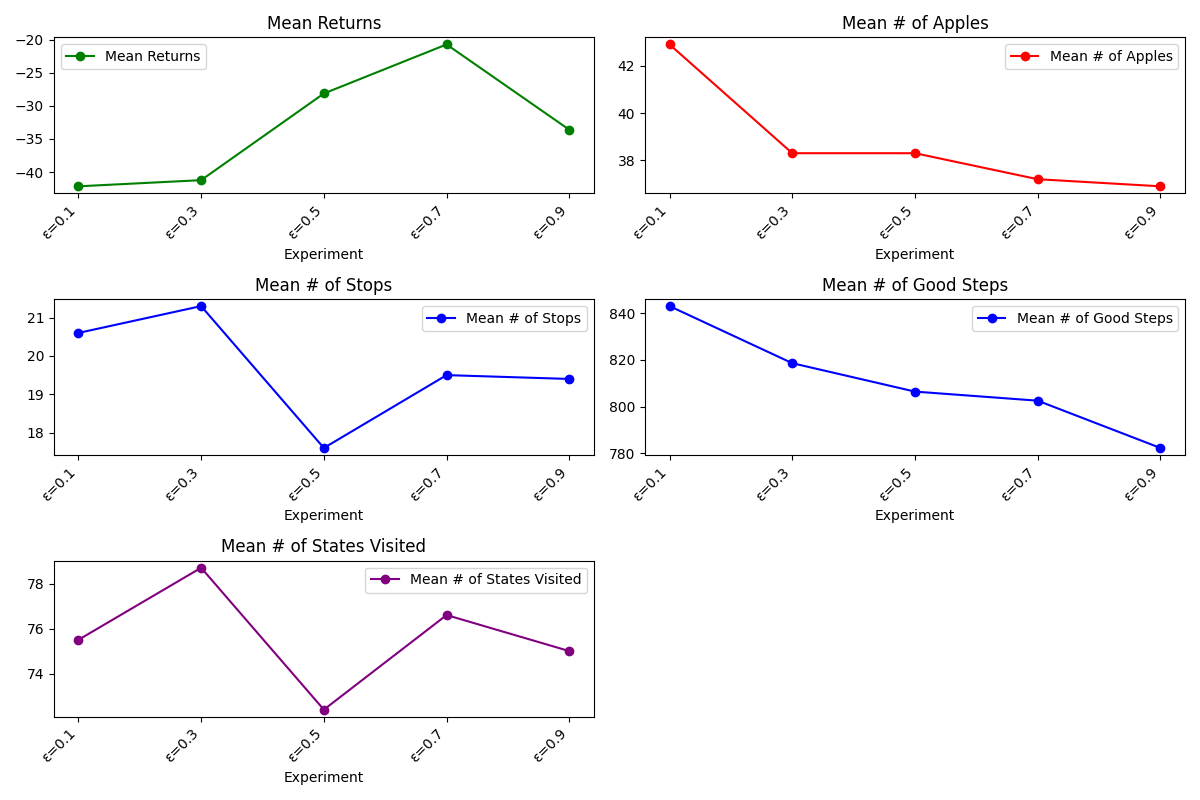 Mean Returns
Mean Returns
−20
−25
−30
−35
−40
ε=0.1
ε=0.3
ε=0.5
ε=0.7
ε=0.9
Experiment
Mean # of Apples
Mean # of Apples
42
40
38
ε=0.1
ε=0.3
ε=0.5
ε=0.7
ε=0.9
Experiment
Mean # of Stops
Mean # of Stops
21
20
19
18
ε=0.1
ε=0.3
ε=0.5
ε=0.7
ε=0.9
Experiment
Mean # of Good Steps
Mean # of Good Steps
840
820
800
780
ε=0.1
ε=0.3
ε=0.5
ε=0.7
ε=0.9
Experiment
Mean # of States Visited
Mean # of States Visited
78
76
74
ε=0.1
ε=0.3
ε=0.5
ε=0.7
ε=0.9
Experiment